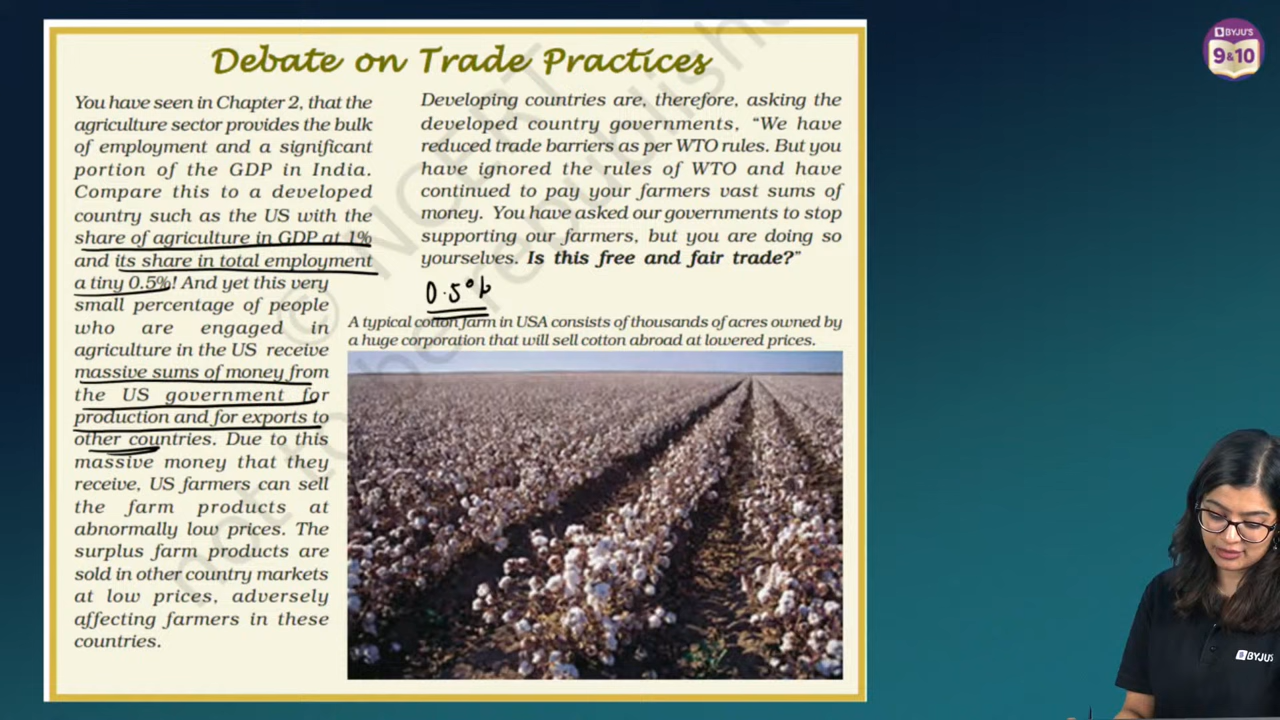 Debate on Trade Practices
You have seen in Chapter 2, that the
agriculture sector provides the bulk
of employment and a significant
portion of the GDP in India.
Compare this to a developed
country such as the US with the
share of agriculture in GDP at 1%
and its share in total employment
a tiny 0.5%! And yet this very
small percentage of people
who are engaged in
agriculture in the US receive
massive sums of money from
the US government for
production and for exports to
other countries. Due to this
massive money that they
receive, US farmers can sell
the farm products at
abnormally low prices. The
surplus farm products are
sold in other country markets
at low prices, adversely
affecting farmers in these
countries.
Developing countries are, therefore, asking the
developed country governments, “We have
reduced trade barriers as per WTO rules. But you
have ignored the rules of WTO and have
continued to pay your farmers vast sums of
money. You have asked our governments to stop
supporting our farmers, but you are doing so
yourselves. Is this free and fair trade?”
0.5%
A typical cotton farm in USA consists of thousands of acres owned by
a huge corporation that will sell cotton abroad at lowered prices.
© NCERT
not to be republished
BYJU'S
9 & 10
BYJU'S